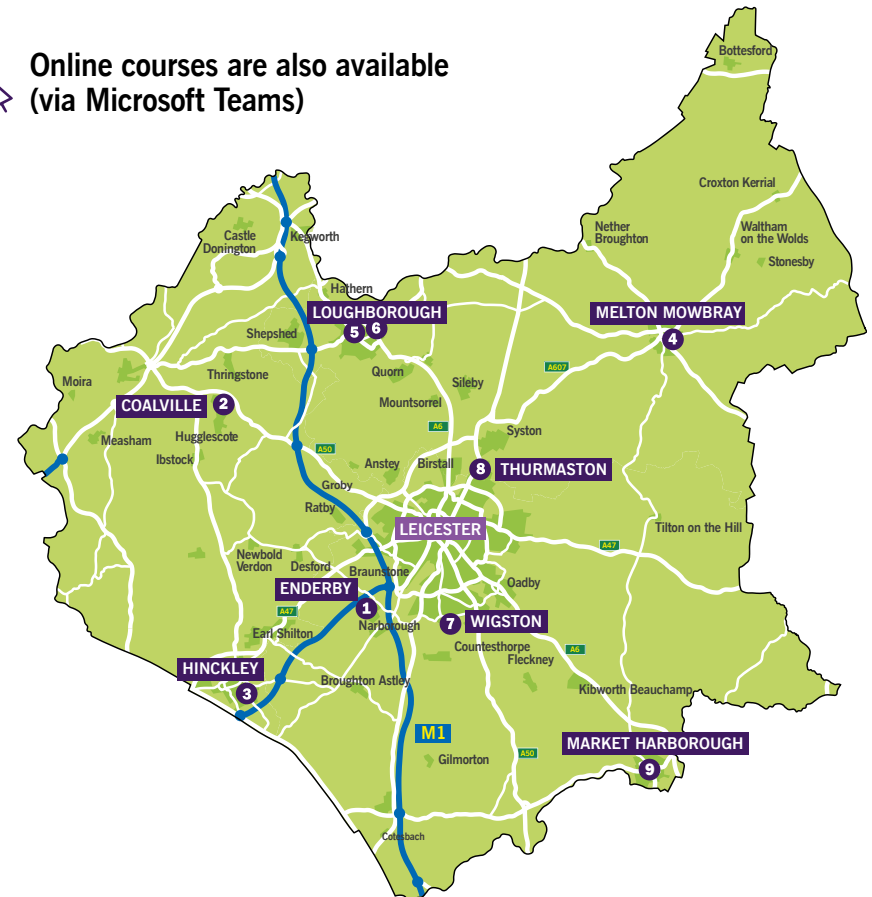 Online courses are also available
(via Microsoft Teams)
Bottesford
Croxton Kerrial
Nether
Broughton
Waltham
on the Wolds
Stonesby
Castle
Donington
Kegworth
Hathern
LOUGHBOROUGH
5
6
MELTON MOWBRAY
4
Shepshed
Quorn
A607
Moira
Thringstone
Sileby
COALVILLE
2
Mountsorrel
A6
Measham
Hugglescote
Ibstock
A50
Syston
Anstey
Birstall
8
THURMASTON
Groby
Ratby
LEICESTER
Tilton on the Hill
A47
Newbold
Verdon
Desford
Braunstone
ENDERBY
1
Oadby
A47
Narborough
7
WIGSTON
Earl Shilton
Countesthorpe
Fleckney
A6
HINCKLEY
3
Broughton Astley
Kibworth Beauchamp
M1
MARKET HARBOROUGH
9
A50
Gilmorton
Cotesbach